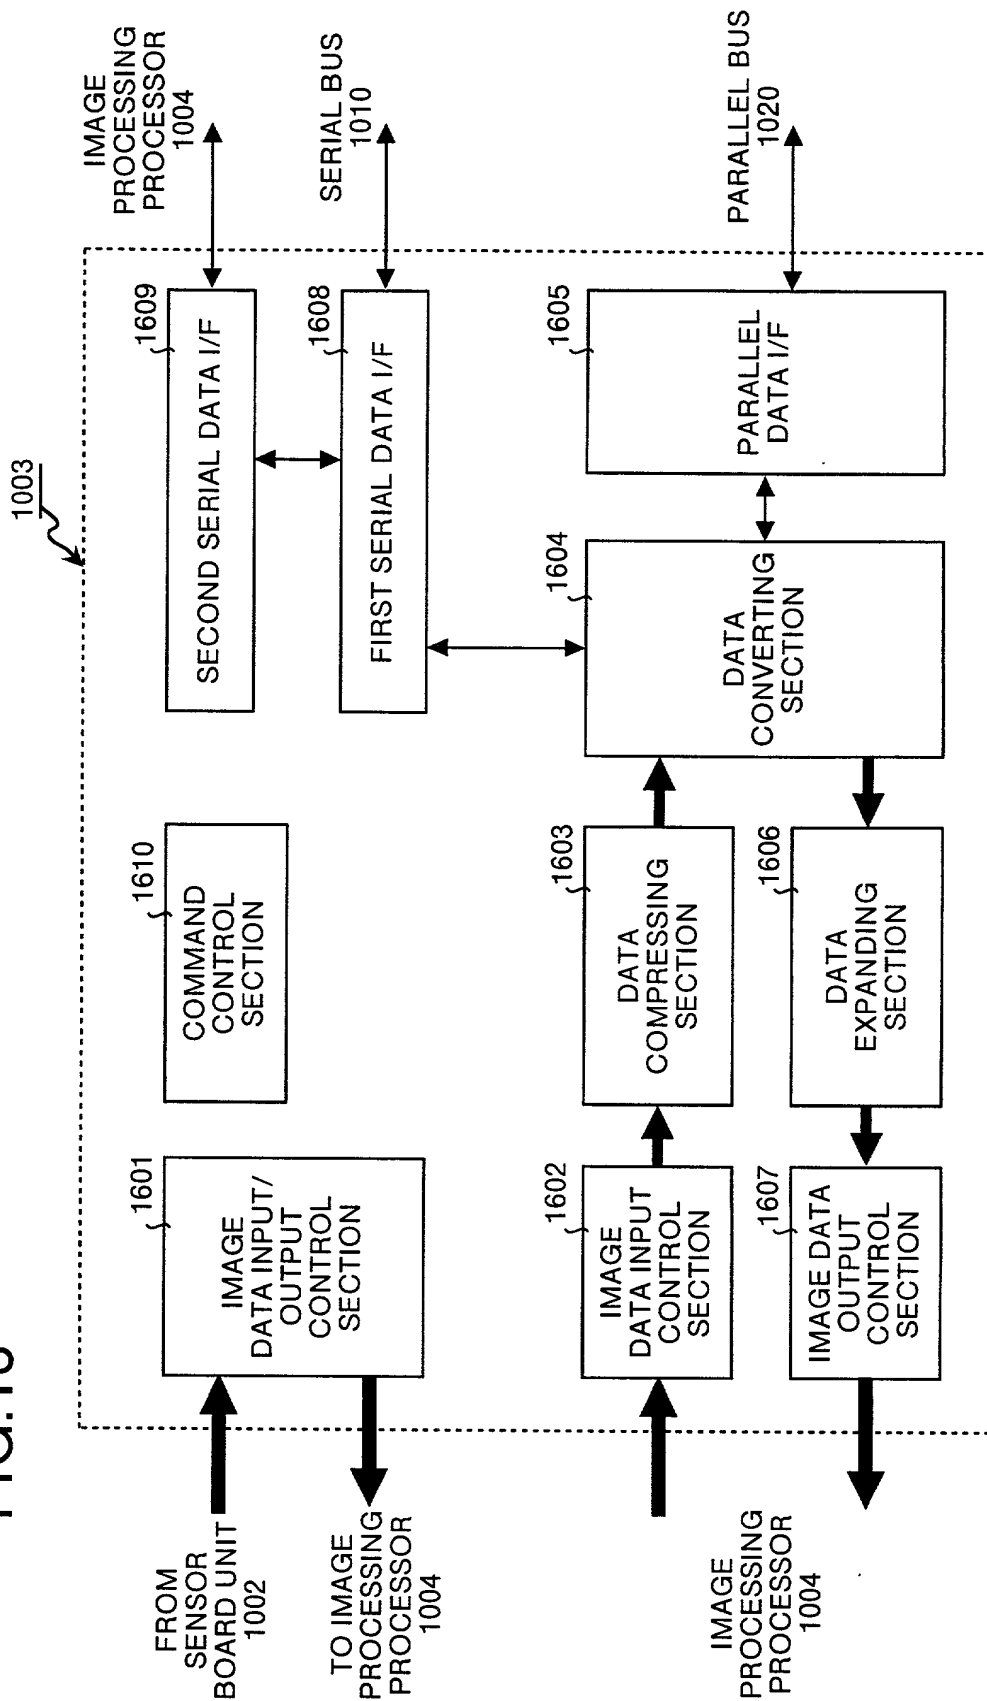 1003
FROM
SENSOR
BOARD UNIT
1002
TO IMAGE
PROCESSING
PROCESSOR
1004
IMAGE
PROCESSING
PROCESSOR
1004
1601
IMAGE
DATA INPUT/
OUTPUT
CONTROL
SECTION
1610
COMMAND
CONTROL
SECTION
1609
SECOND SERIAL DATA I/F
IMAGE
PROCESSING
PROCESSOR
1004
1608
FIRST SERIAL DATA I/F
SERIAL BUS
1010
1602
IMAGE
DATA INPUT
CONTROL
SECTION
1603
DATA
COMPRESSING
SECTION
1604
DATA
CONVERTING
SECTION
1605
PARALLEL
DATA I/F
PARALLEL BUS
1020
1607
IMAGE DATA
OUTPUT
CONTROL
SECTION
1606
DATA
EXPANDING
SECTION